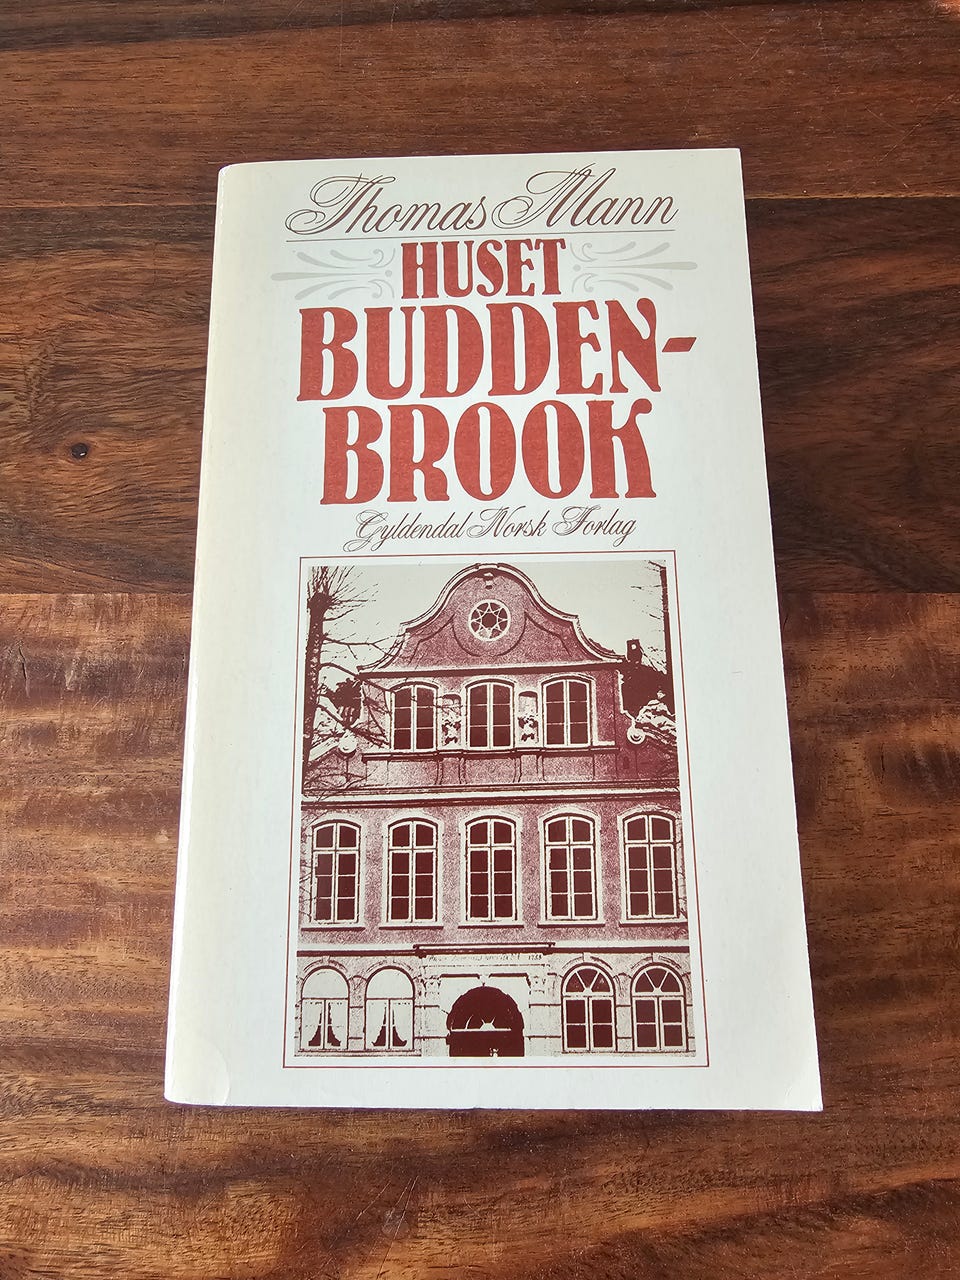 Thomas Mann
HUSET
BUDDEN-
BROOK
Gyldendal Norsk Forlag